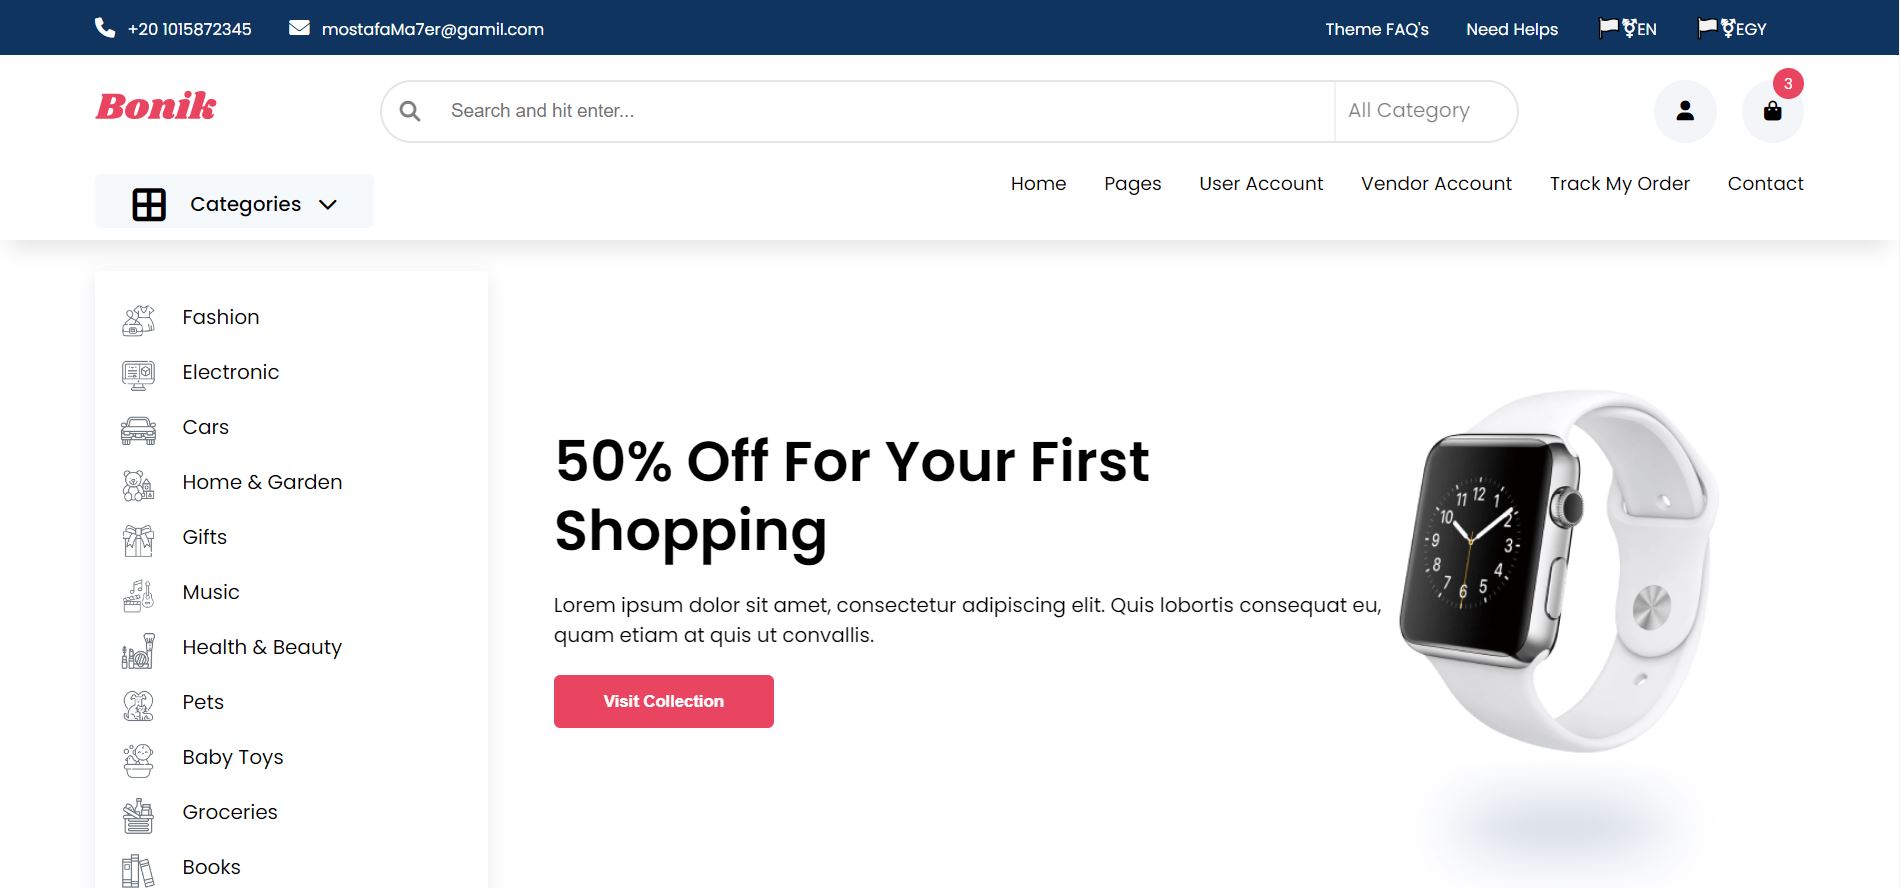 +20 1015872345 mostafaMa7er@gamil.com Theme FAQ's Need Helps EN EGY
Bonik Search and hit enter... All Category 3
Categories Home Pages User Account Vendor Account Track My Order Contact
Fashion
Electronic
Cars
Home & Garden
Gifts
Music
Health & Beauty
Pets
Baby Toys
Groceries
Books
50% Off For Your First
Shopping
Lorem ipsum dolor sit amet, consectetur adipiscing elit. Quis lobortis consequat eu,
quam etiam at quis ut convallis.
Visit Collection
11 12 1
10 2
9 3
8 4
7 6 5